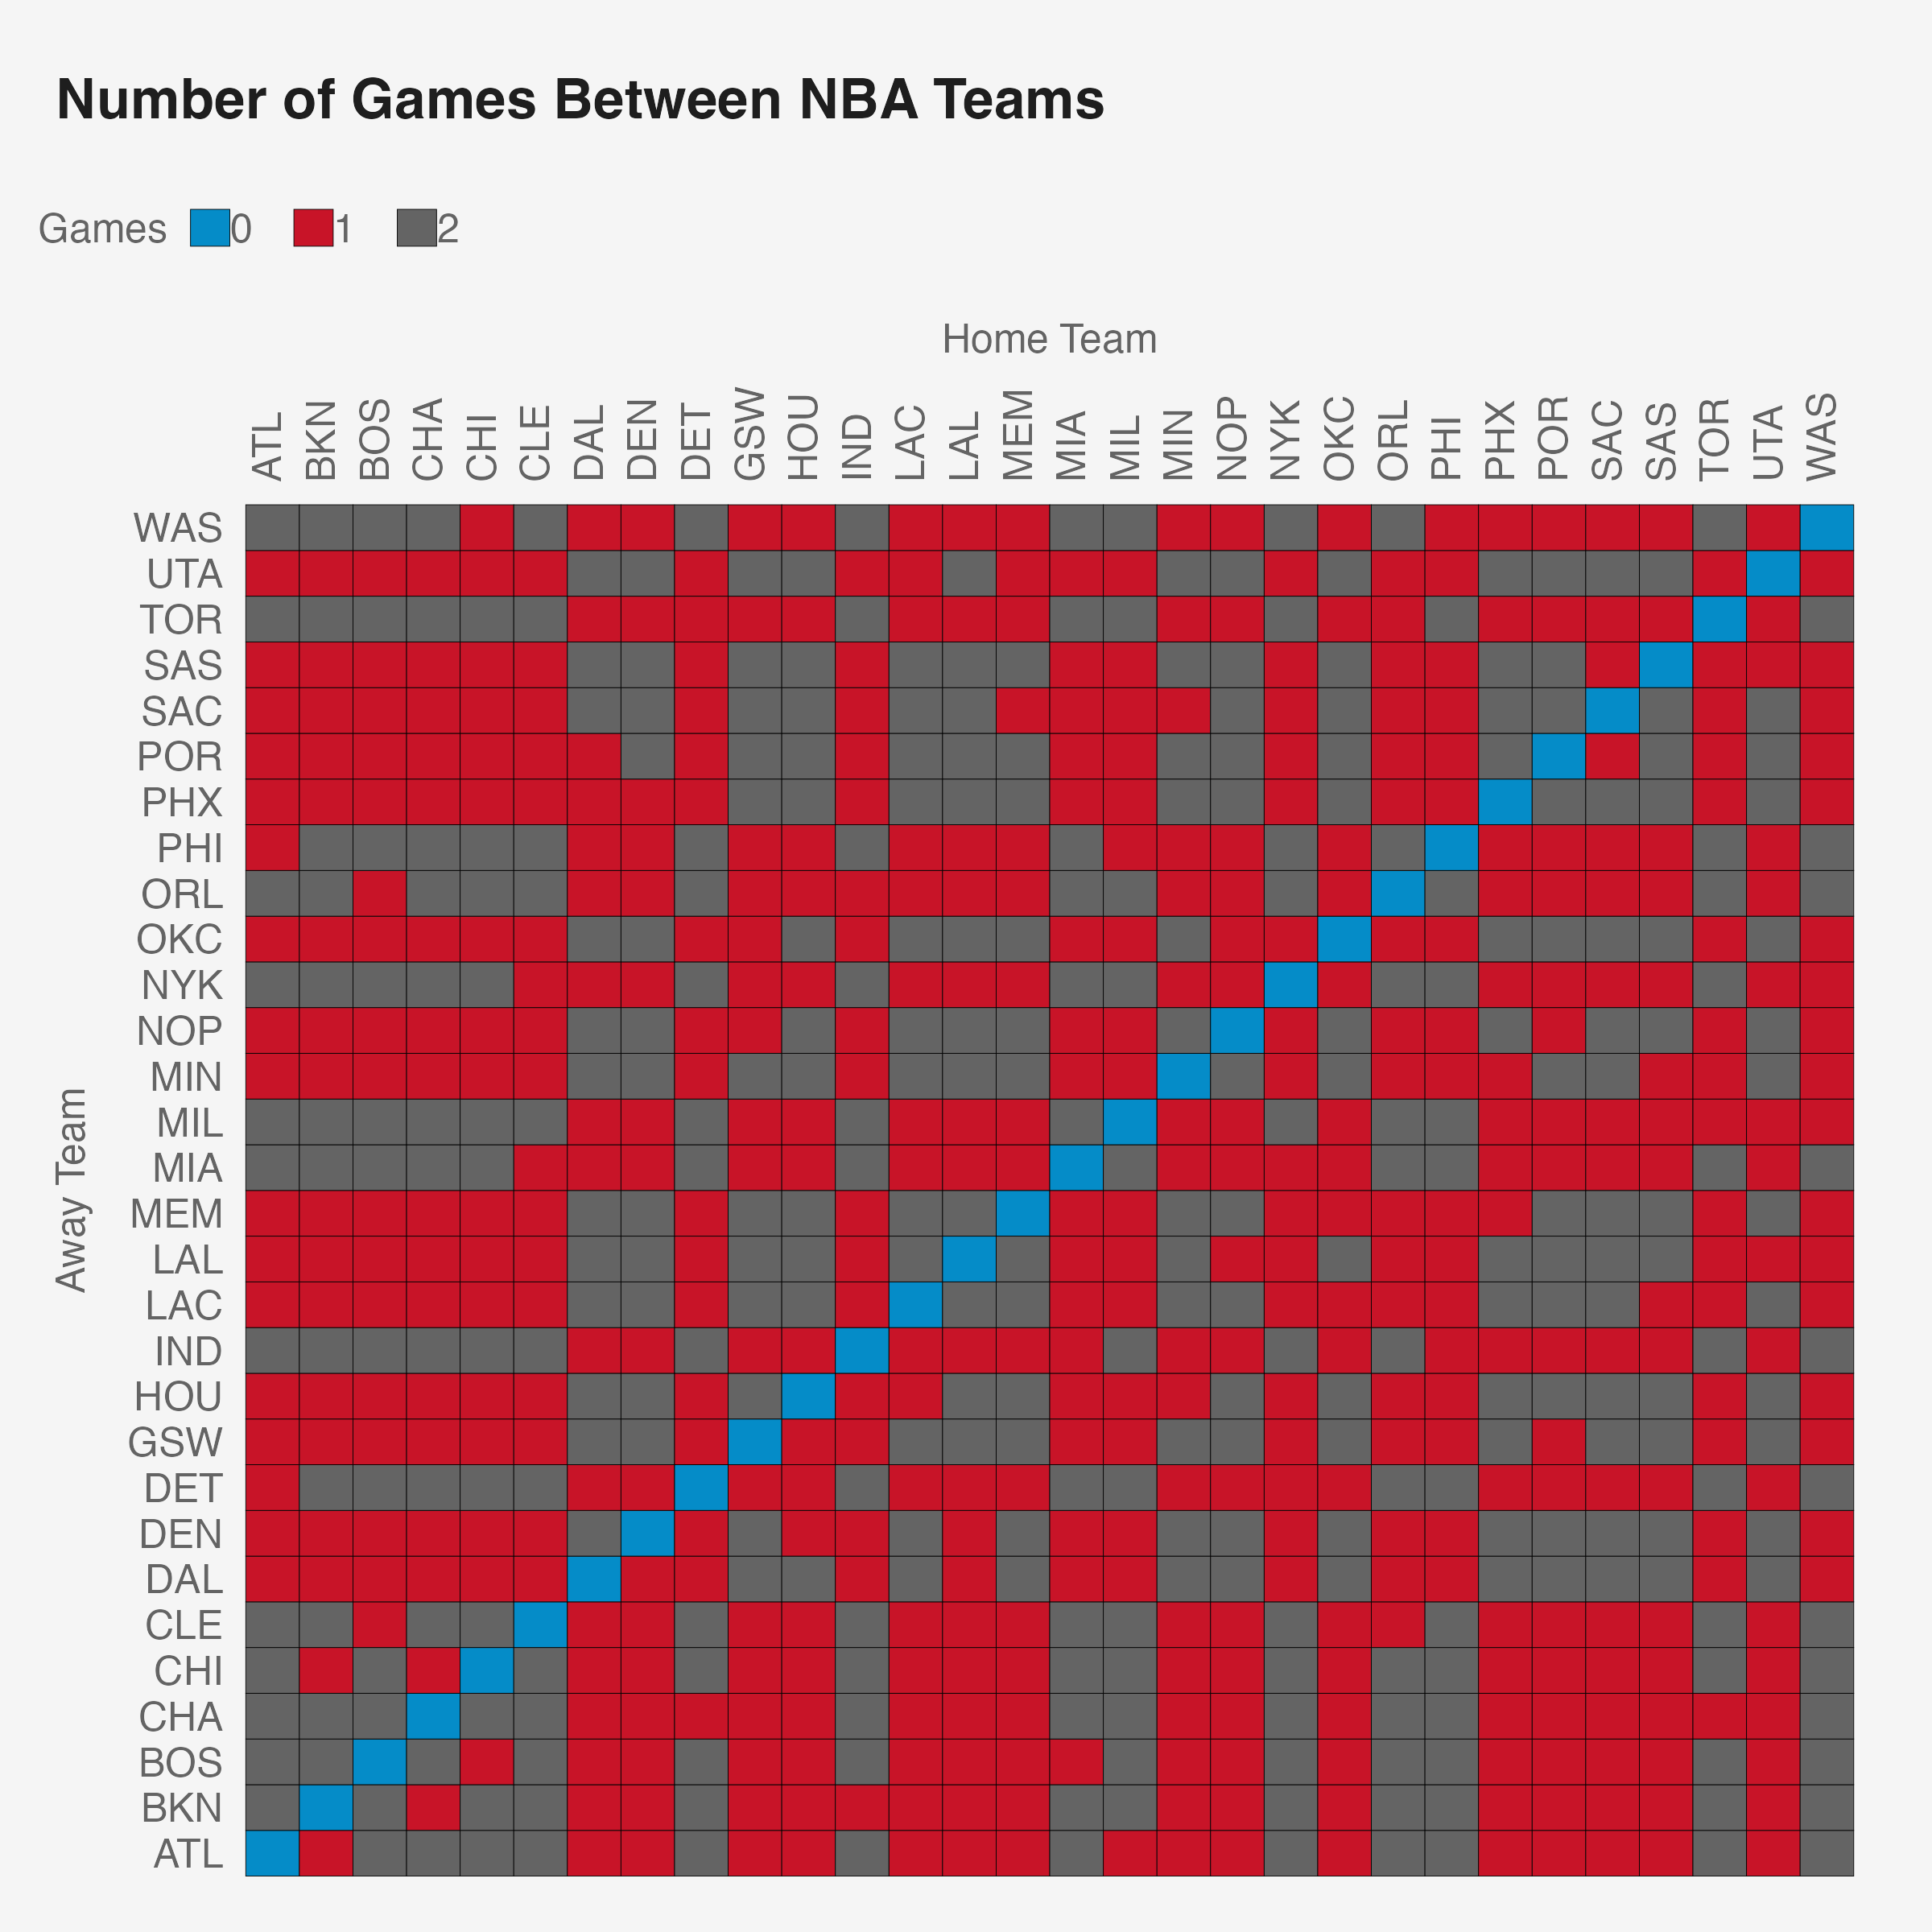 Number of Games Between NBA Teams
Games 0 1 2
Home Team
ATL BKN BOS CHA CHI CLE DAL DEN DET GSW HOU IND LAC LAL MEM MIA MIL MIN NOP NYK OKC ORL PHI PHX POR SAC SAS TOR UTA WAS
WAS
UTA
TOR
SAS
SAC
POR
PHX
PHI
ORL
OKC
NYK
NOP
MIN
MIL
MIA
MEM
LAL
LAC
IND
HOU
GSW
DET
DEN
DAL
CLE
CHI
CHA
BOS
BKN
ATL
Away Team